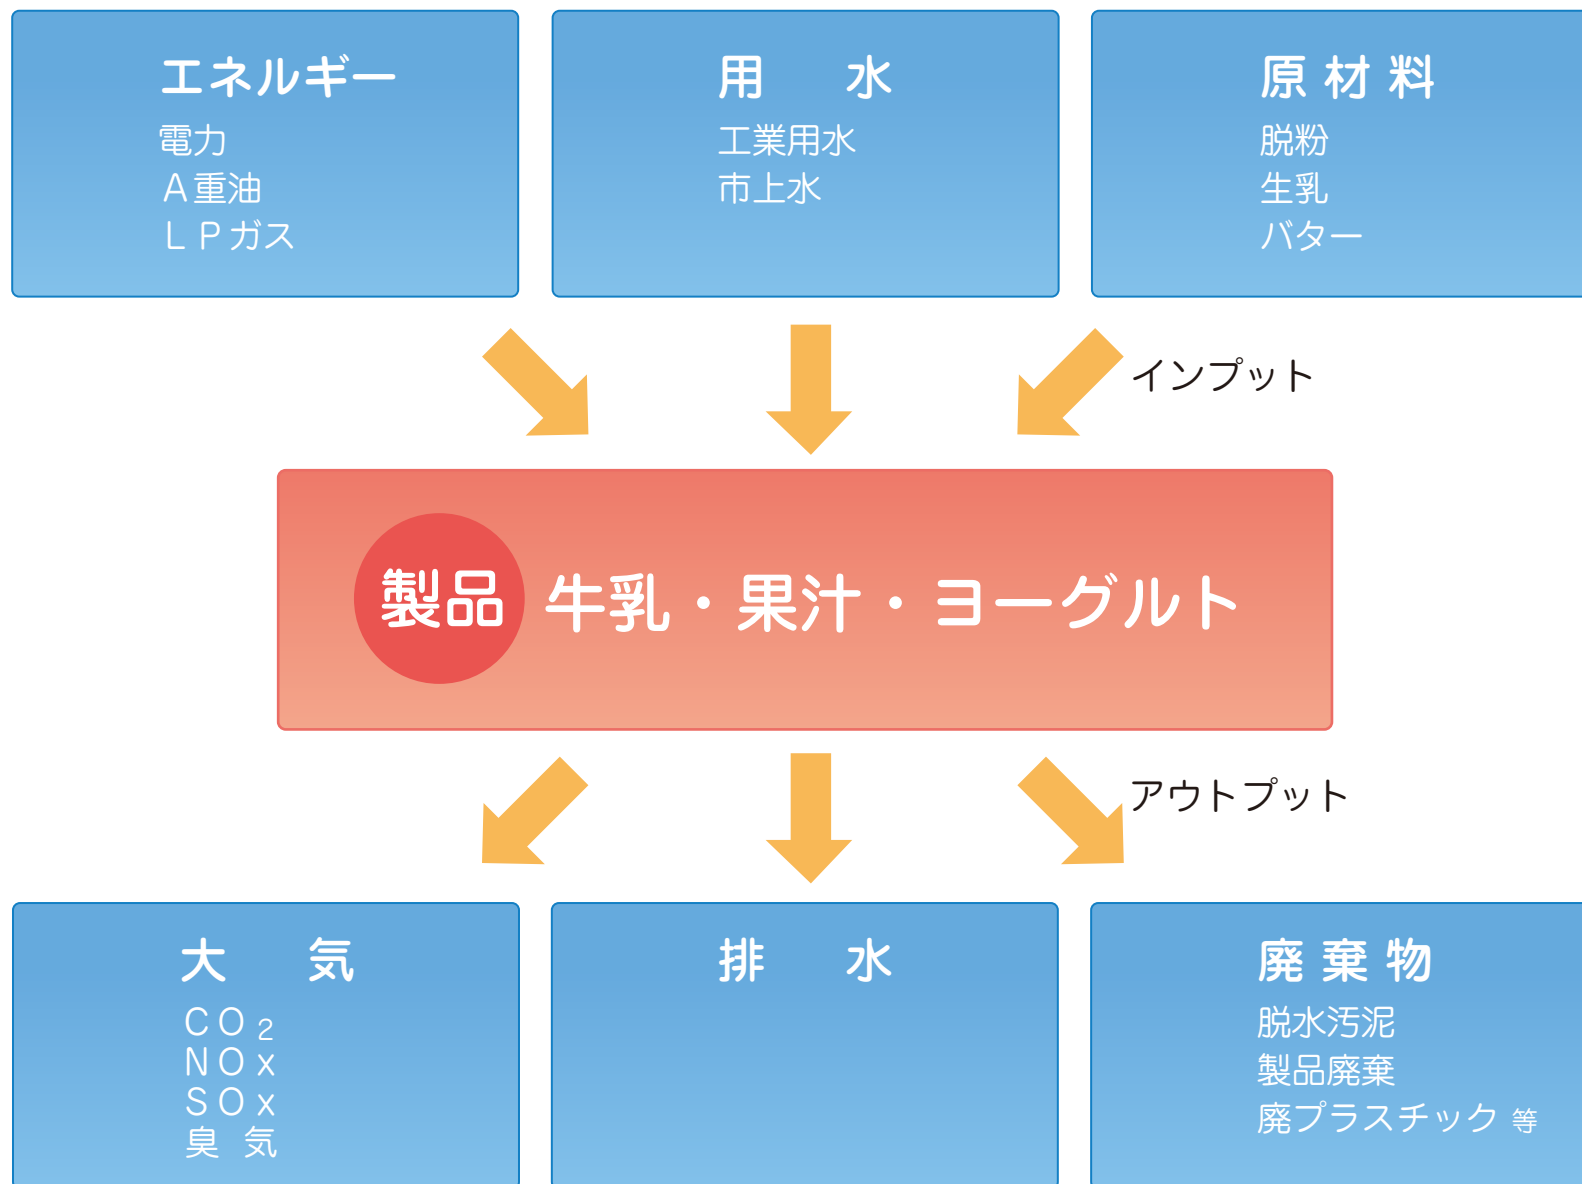 エネルギー
電力
A重油
LPガス
用 水
工業用水
市上水
原材料
脱粉
生乳
バター
インプット
製品 牛乳・果汁・ヨーグルト
アウトプット
大 気
CO₂
NOx
SOx
臭 気
排 水
廃棄物
脱水汚泥
製品廃棄
廃プラスチック 等